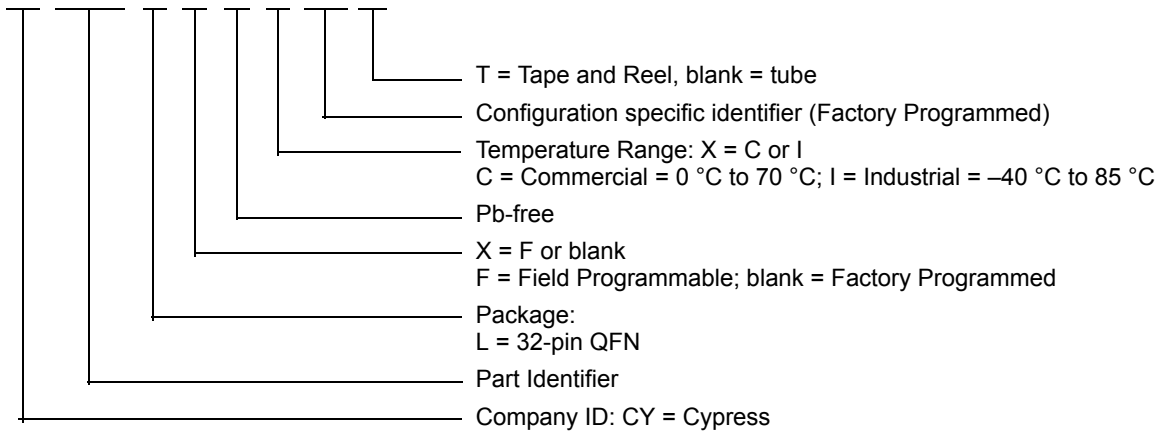 T = Tape and Reel, blank = tube
Configuration specific identifier (Factory Programmed)
Temperature Range: X = C or I
C = Commercial = 0 °C to 70 °C; I = Industrial = –40 °C to 85 °C
Pb-free
X = F or blank
F = Field Programmable; blank = Factory Programmed
Package:
L = 32-pin QFN
Part Identifier
Company ID: CY = Cypress